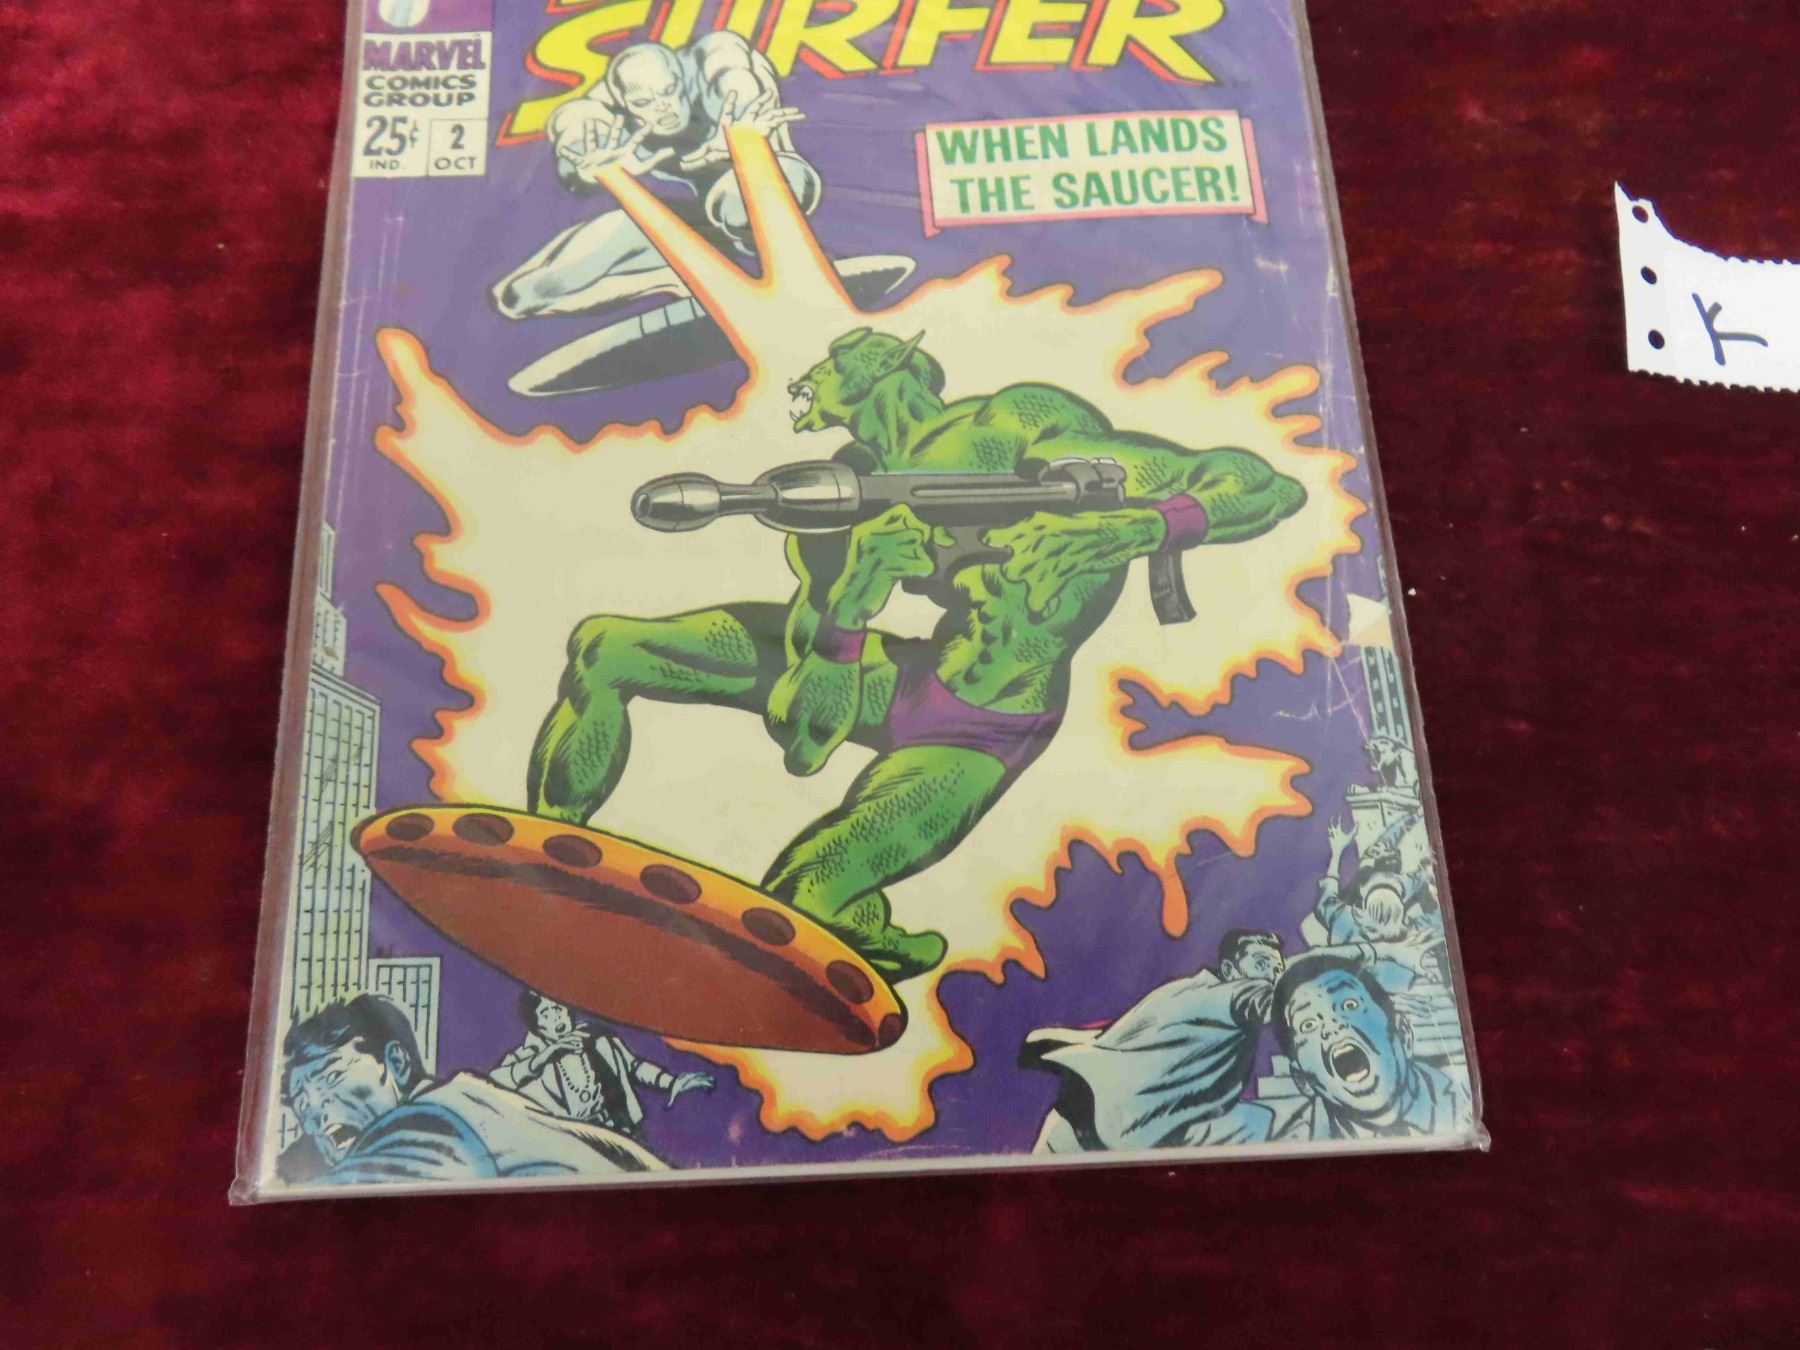 SURFER
MARVEL
COMICS
GROUP
25¢
IND.
2
OCT
WHEN LANDS
THE SAUCER!